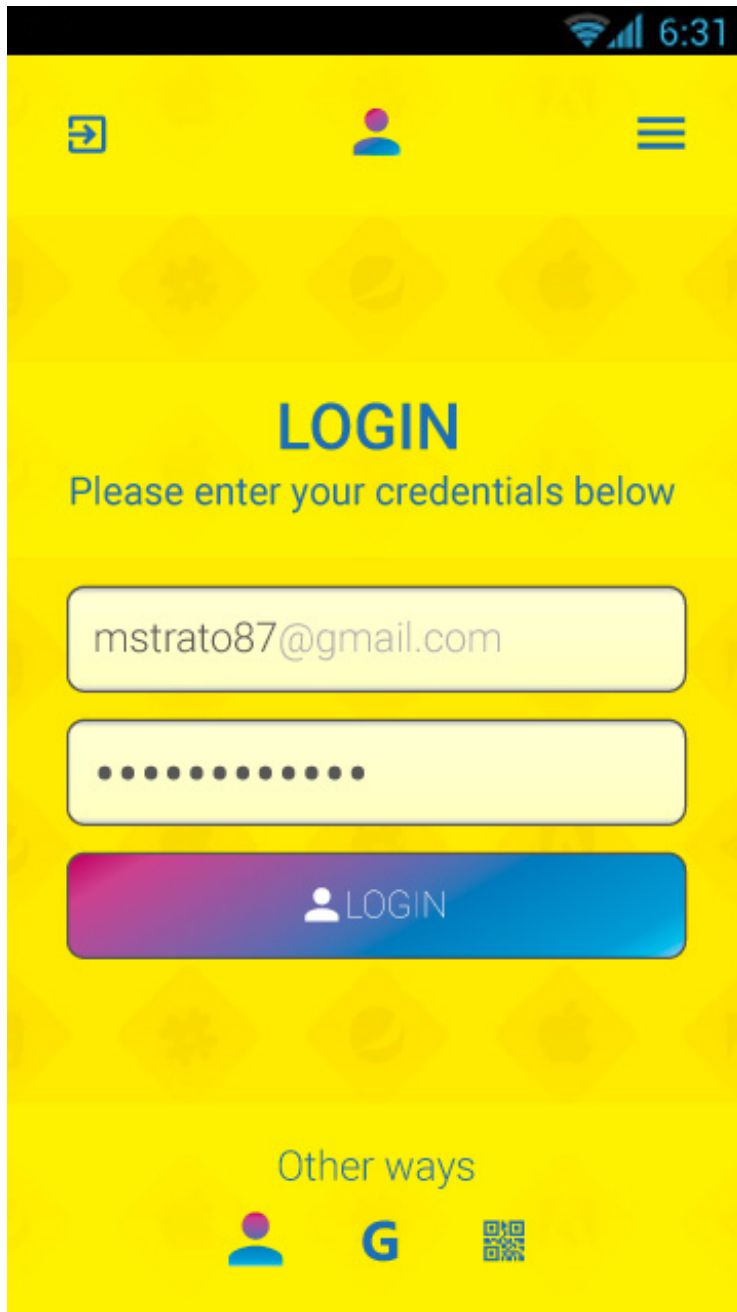 6:31
LOGIN
Please enter your credentials below
mstrato87@gmail.com
••••••••••••
LOGIN
Other ways
G